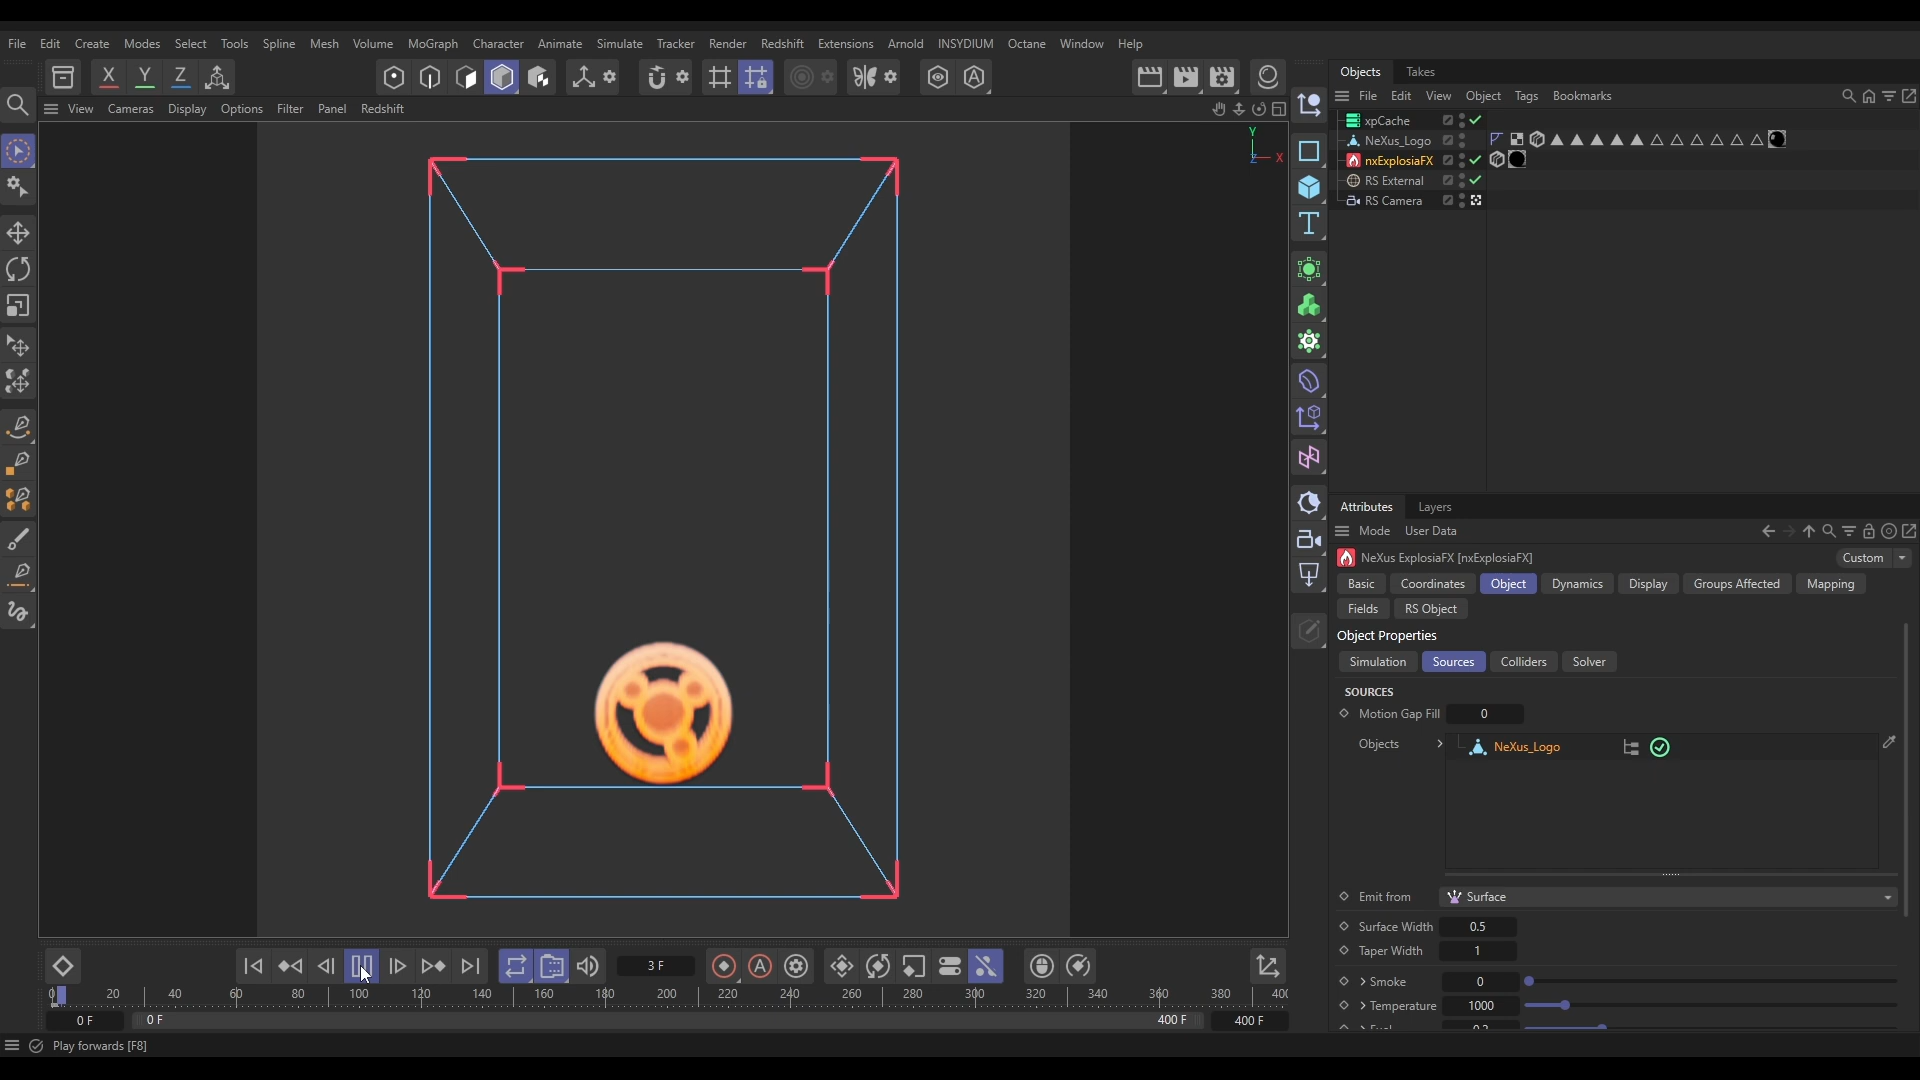 File Edit Create Modes Select Tools Spline Mesh Volume MoGraph Character Animate Simulate Tracker Render Redshift Extensions Arnold INSYDIUM Octane Window Help
X Y Z
View Cameras Display Options Filter Panel Redshift
Y
X
Z
0 20 40 60 80 100 120 140 160 180 200 220 240 260 280 300 320 340 360 380 400
3 F
0 F 0 F 400 F 400 F
Play forwards [F8]
Objects Takes
File Edit View Object Tags Bookmarks
xpCache
NeXus_Logo
nxExplosiaFX
RS External
RS Camera
Attributes Layers
Mode User Data
NeXus ExplosiaFX [nxExplosiaFX] Custom
Basic Coordinates Object Dynamics Display Groups Affected Mapping
Fields RS Object
Object Properties
Simulation Sources Colliders Solver
SOURCES
Motion Gap Fill 0
Objects NeXus_Logo
Emit from Surface
Surface Width 0.5
Taper Width 1
Smoke 0
Temperature 1000